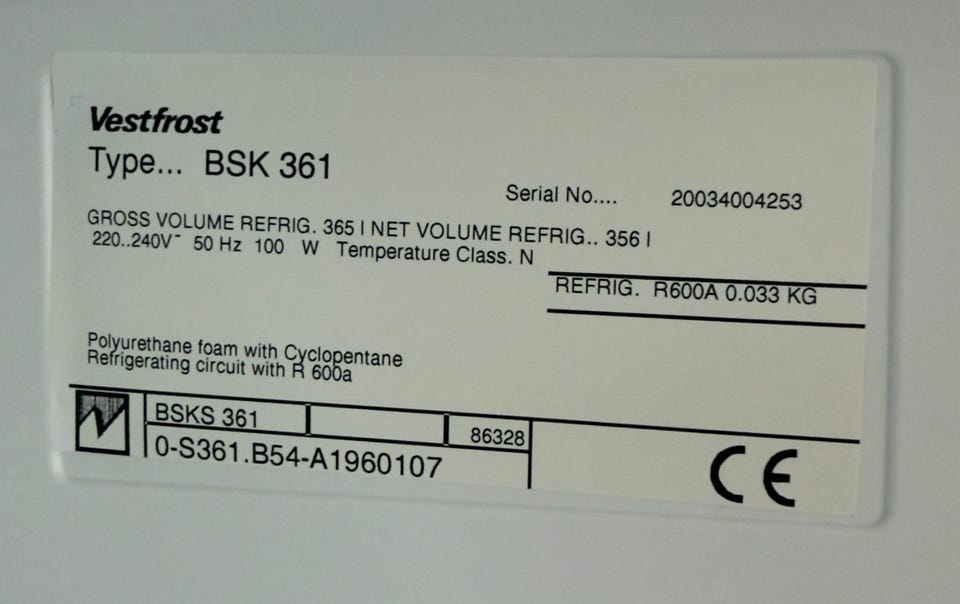 Vestfrost
Type... BSK 361
Serial No.... 20034004253
GROSS VOLUME REFRIG. 365 l NET VOLUME REFRIG.. 356 l
220..240V~ 50 Hz 100 W Temperature Class. N
REFRIG. R600A 0.033 KG
Polyurethane foam with Cyclopentane
Refrigerating circuit with R 600a
BSKS 361 86328
0-S361.B54-A1960107
CE